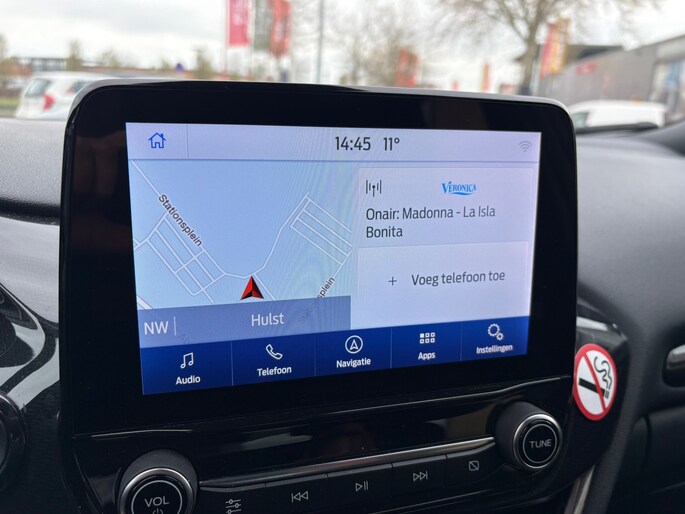 14:45 11°
Stationsplein
VERONICA
Onair: Madonna - La Isla
Bonita
plein
+ Voeg telefoon toe
NW
Hulst
Audio
Telefoon
Navigatie
Apps
Instellingen
VOL
TUNE